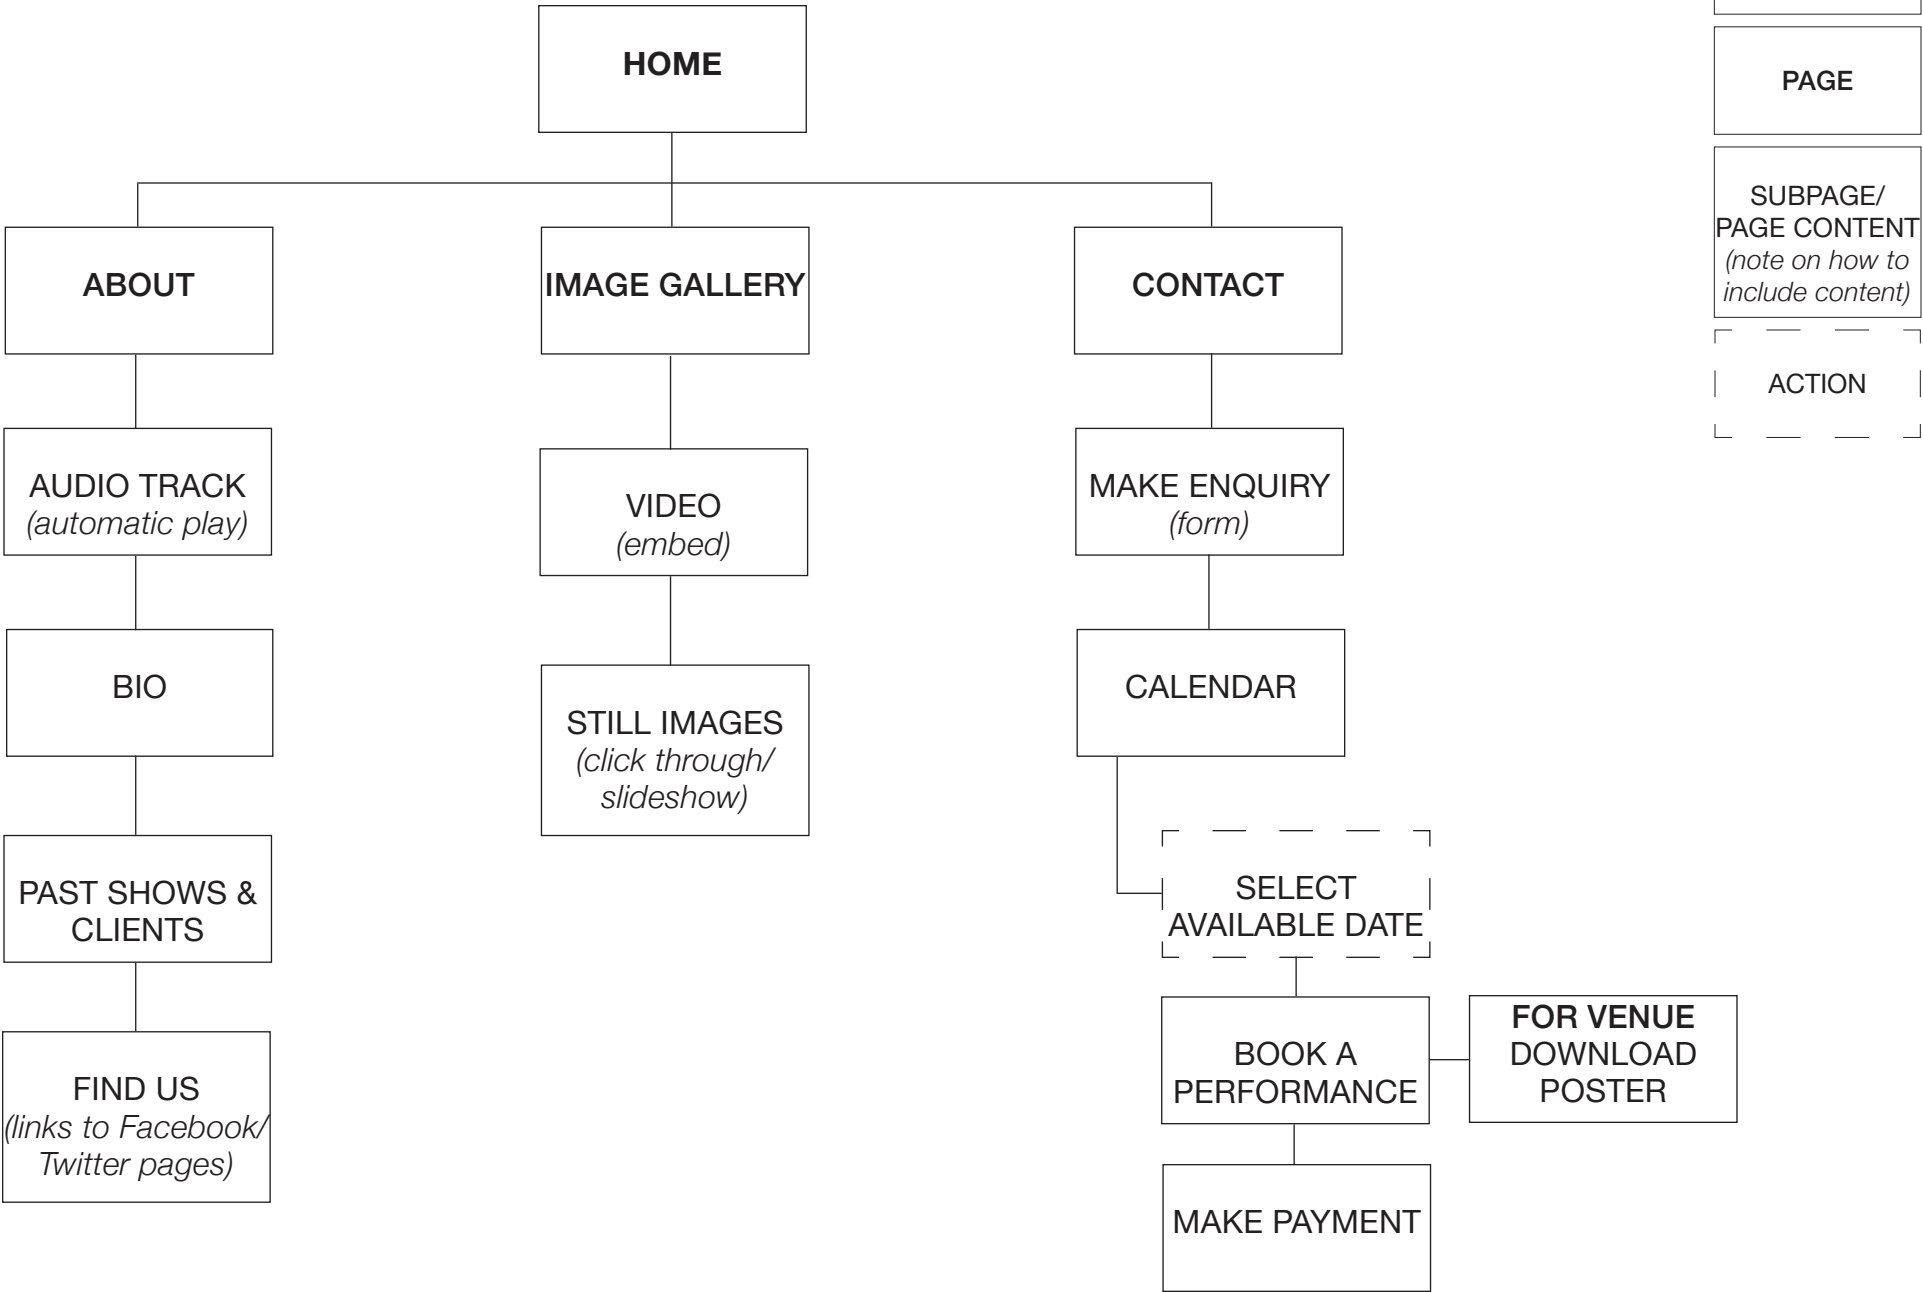 HOME
PAGE
SUBPAGE/
PAGE CONTENT
(note on how to
include content)
ACTION
ABOUT
IMAGE GALLERY
CONTACT
AUDIO TRACK
(automatic play)
VIDEO
(embed)
MAKE ENQUIRY
(form)
BIO
STILL IMAGES
(click through/
slideshow)
CALENDAR
PAST SHOWS &
CLIENTS
SELECT
AVAILABLE DATE
FIND US
(links to Facebook/
Twitter pages)
BOOK A
PERFORMANCE
FOR VENUE
DOWNLOAD
POSTER
MAKE PAYMENT